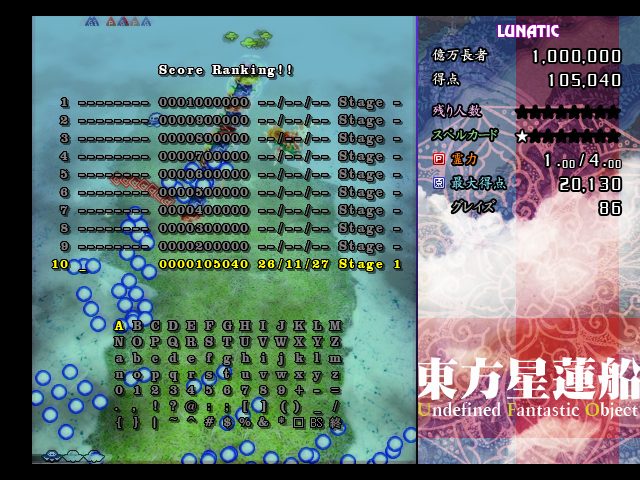 LUNATIC
億万長者 1,000,000
得点 105,040
残り人数
スペルカード
P 霊力 1.00/4.00
点 最大得点 20,130
グレイズ 86
Score Ranking!!
1 -------- 0001000000 --/--/-- Stage -
2 -------- 0000900000 --/--/-- Stage -
3 -------- 0000800000 --/--/-- Stage -
4 -------- 0000700000 --/--/-- Stage -
5 -------- 0000600000 --/--/-- Stage -
6 -------- 0000500000 --/--/-- Stage -
7 -------- 0000400000 --/--/-- Stage -
8 -------- 0000300000 --/--/-- Stage -
9 -------- 0000200000 --/--/-- Stage -
10 _ 0000105040 26/11/27 Stage 1
A B C D E F G H I J K L M
N O P Q R S T U V W X Y Z
a b c d e f g h i j k l m
n o p q r s t u v w x y z
0 1 2 3 4 5 6 7 8 9 + - =
. , ! ? @ : ; [ ] ( ) _ /
{ } | ~ ^ # $ % & * □ BS 終
東方星蓮船
Undefined Fantastic Object